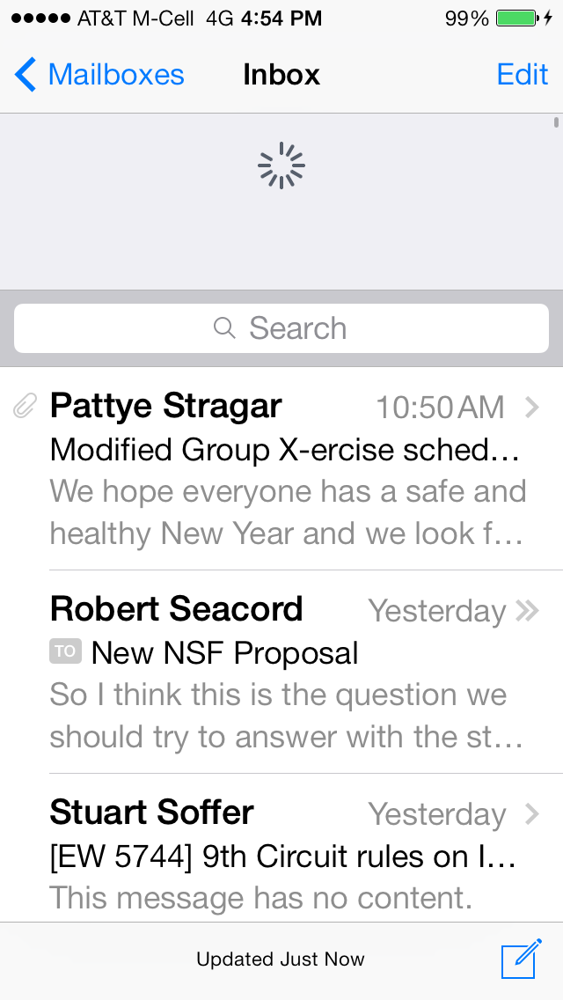 AT&T M-Cell 4G 4:54 PM 99%
Mailboxes Inbox Edit
Search
Pattye Stragar 10:50 AM
Modified Group X-ercise sched…
We hope everyone has a safe and
healthy New Year and we look f…
Robert Seacord Yesterday
TO New NSF Proposal
So I think this is the question we
should try to answer with the st…
Stuart Soffer Yesterday
[EW 5744] 9th Circuit rules on I…
This message has no content.
Updated Just Now